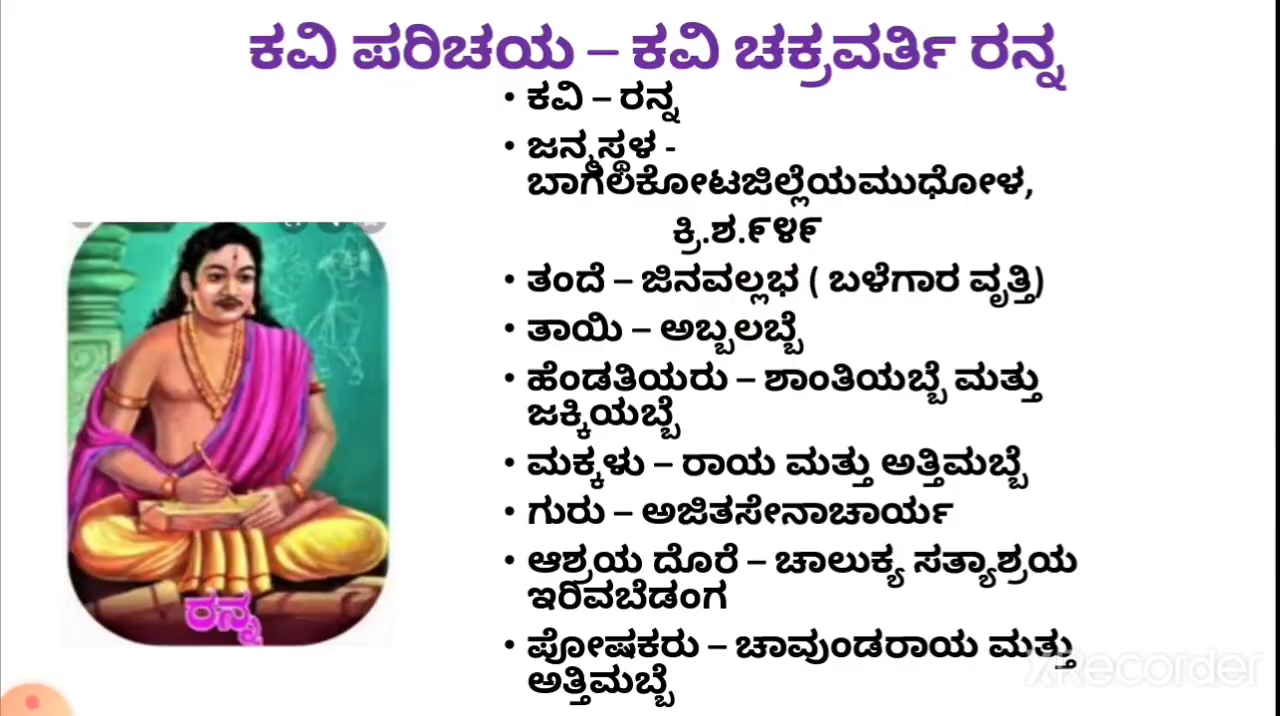 ಕವಿ ಪರಿಚಯ – ಕವಿ ಚಕ್ರವರ್ತಿ ರನ್ನ
• ಕವಿ – ರನ್ನ
• ಜನ್ಮಸ್ಥಳ -
ಬಾಗಲಕೋಟಜಿಲ್ಲೆಯಮುಧೋಳ,
ಕ್ರಿ.ಶ.೯೪೯
• ತಂದೆ – ಜಿನವಲ್ಲಭ ( ಬಳೆಗಾರ ವೃತ್ತಿ)
• ತಾಯಿ – ಅಬ್ಬಲಬ್ಬೆ
• ಹೆಂಡತಿಯರು – ಶಾಂತಿಯಬ್ಬೆ ಮತ್ತು
ಜಕ್ಕಿಯಬ್ಬೆ
• ಮಕ್ಕಳು – ರಾಯ ಮತ್ತು ಅತ್ತಿಮಬ್ಬೆ
• ಗುರು – ಅಜಿತಸೇನಾಚಾರ್ಯ
• ಆಶ್ರಯ ದೊರೆ – ಚಾಲುಕ್ಯ ಸತ್ಯಾಶ್ರಯ
ಇರಿವಬೆಡಂಗ
• ಪೋಷಕರು – ಚಾವುಂಡರಾಯ ಮತ್ತು
ಅತ್ತಿಮಬ್ಬೆ
ರನ್ನ
XRecorder